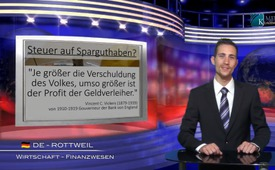 Steuer auf Sparguthaben?
"Je größer die Verschuldung
des Volkes, umso größer ist
der Profit der Geldverleiher."
Vincent C. Vickers (1879-1939)
von 1910-1919 Gouverneur der Bank von England
DE - ROTTWEIL
WIRTSCHAFT - FINANZWESEN